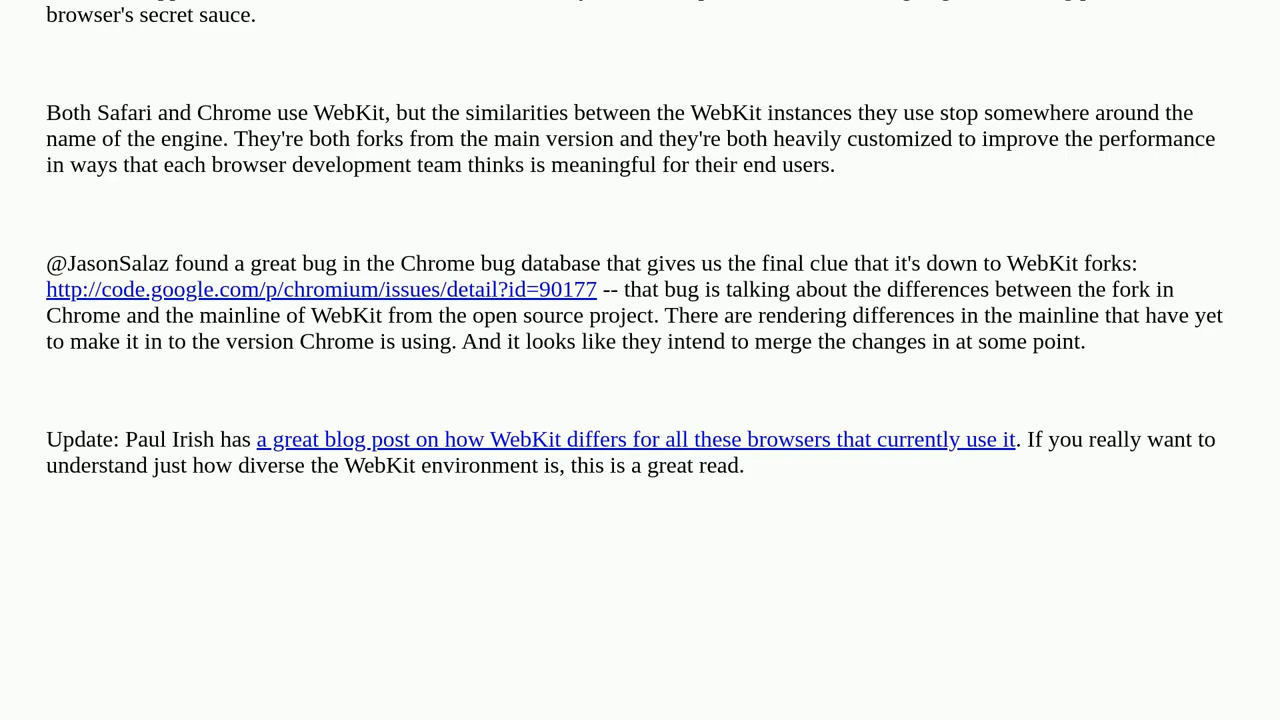 browser's secret sauce.
Both Safari and Chrome use WebKit, but the similarities between the WebKit instances they use stop somewhere around the
name of the engine. They're both forks from the main version and they're both heavily customized to improve the performance
in ways that each browser development team thinks is meaningful for their end users.
@JasonSalaz found a great bug in the Chrome bug database that gives us the final clue that it's down to WebKit forks:
http://code.google.com/p/chromium/issues/detail?id=90177 -- that bug is talking about the differences between the fork in
Chrome and the mainline of WebKit from the open source project. There are rendering differences in the mainline that have yet
to make it in to the version Chrome is using. And it looks like they intend to merge the changes in at some point.
Update: Paul Irish has a great blog post on how WebKit differs for all these browsers that currently use it. If you really want to
understand just how diverse the WebKit environment is, this is a great read.